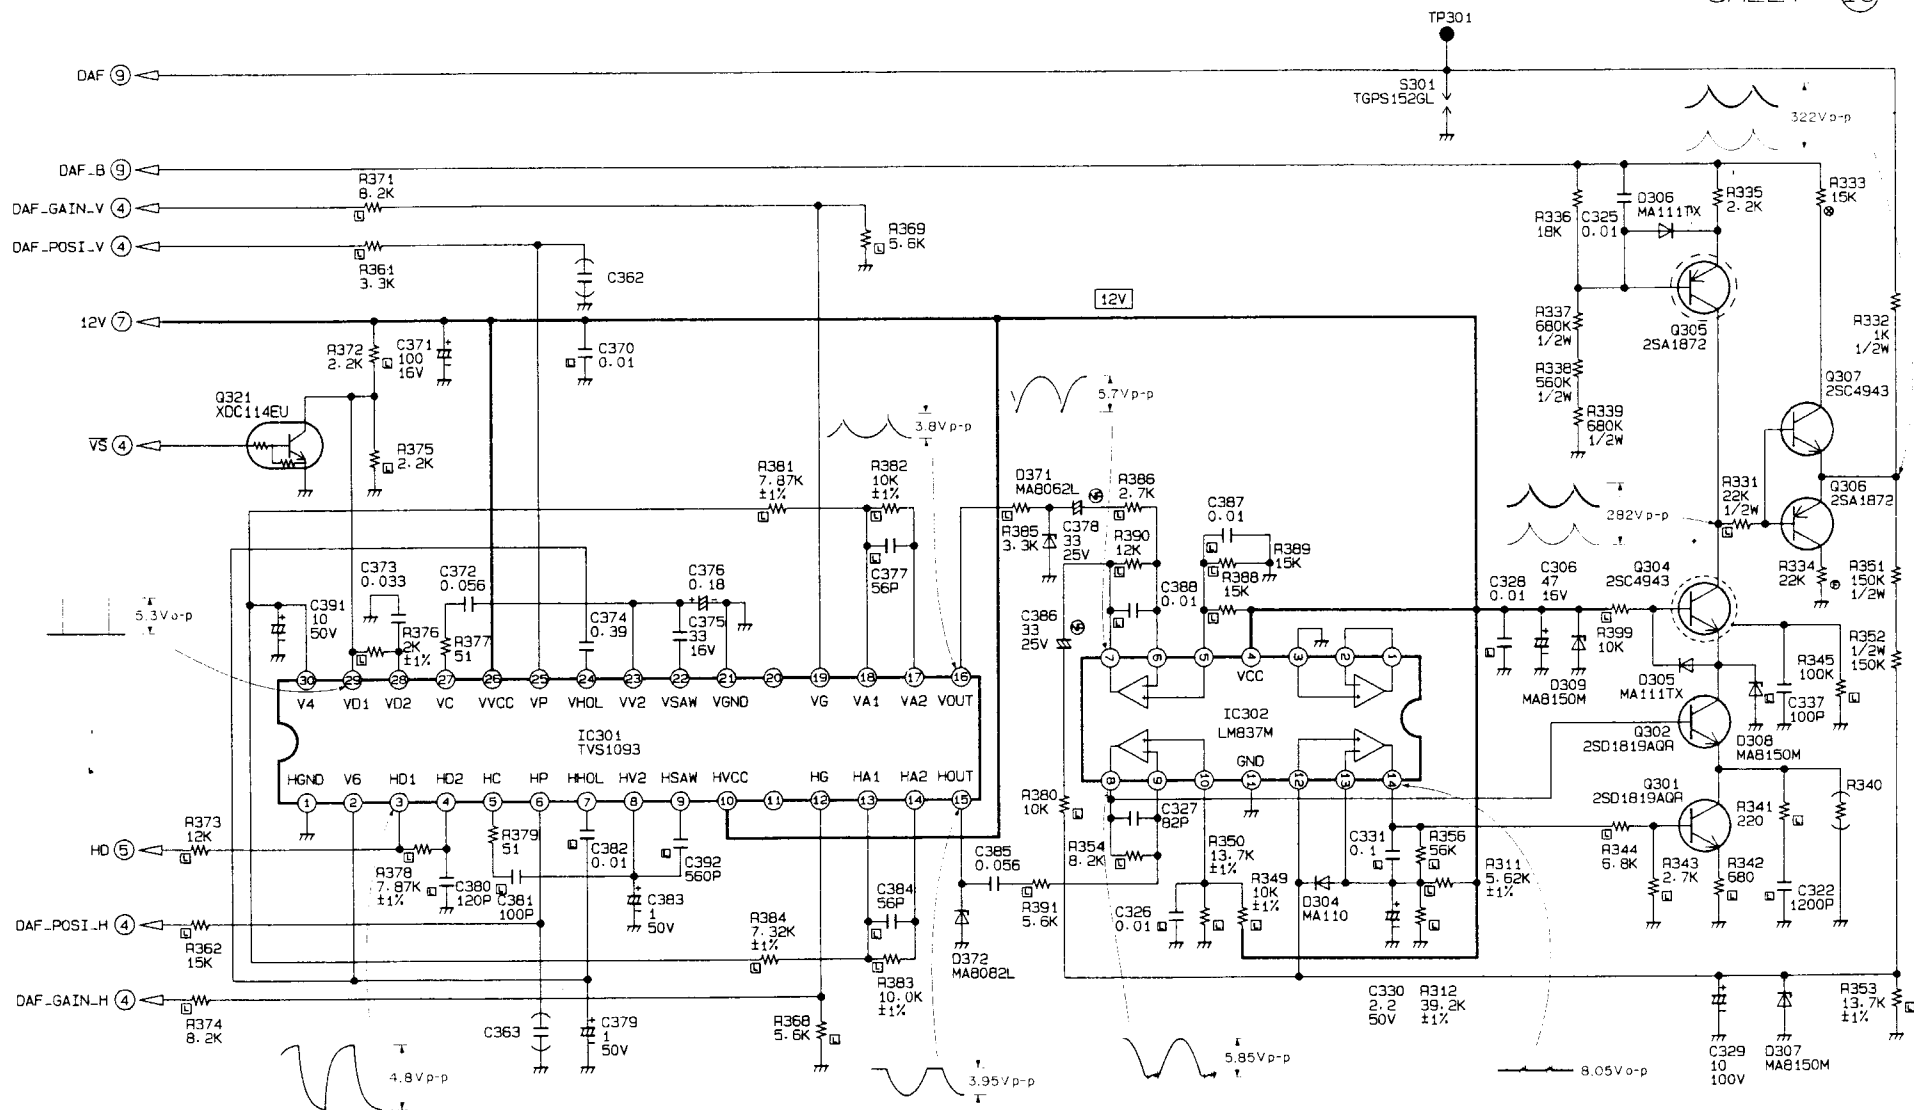 TP301
DAF 9
S301
TGPS152GL
322Vp-p
DAF_B 9
R371
8.2K
DAF_GAIN_V 4
DAF_POSI_V 4
R361
3.3K
R369
5.6K
C362
R336
18K
C325
0.01
D306
MA111TX
R335
2.2K
R333
15K
12V 7
12V
R372
2.2K
C371
100
16V
C370
0.01
R337
680K
1/2W
Q305
2SA1872
R332
1K
1/2W
R338
560K
1/2W
R339
680K
1/2W
Q307
2SC4943
Q321
XDC114EU
VS 4
R375
2.2K
3.8Vp-p
5.7Vp-p
R381
7.87K
±1%
R382
10K
±1%
C377
56P
D371
MA8062L
R385
3.3K
C378
33
25V
R386
2.7K
R390
12K
C388
0.01
C387
0.01
R388
15K
R389
15K
282Vp-p
R331
22K
1/2W
Q306
2SA1872
R334
22K
R351
150K
1/2W
R352
1/2W
150K
5.3Vo-p
C391
10
50V
C373
0.033
R376
2K
±1%
C372
0.056
R377
51
C376
0.18
C374
0.39
C375
33
16V
C386
33
25V
C328
0.01
C306
47
16V
Q304
2SC4943
R399
10K
D309
MA8150M
D305
MA111TX
R345
100K
C337
100P
30 29 28 27 26 25 24 23 22 21 20 19 18 17 16
V4 VD1 VD2 VC VVCC VP VHOL VV2 VSAW VGND VG VA1 VA2 VOUT
IC301
TVS1093
HGND V6 HD1 HD2 HC HP HHOL HV2 HSAW HVCC HG HA1 HA2 HOUT
1 2 3 4 5 6 7 8 9 10 11 12 13 14 15
7 6 5 4 3 2 1
VCC
IC302
LM837M
GND
8 9 10 11 12 13 14
Q302
2SD1819AQR
D308
MA8150M
Q301
2SD1819AQR
R341
220
R340
R373
12K
HD 5
R378
7.87K
±1%
C380
120P
R379
51
C381
100P
C382
0.01
C383
1
50V
C392
560P
R380
10K
C327
82P
R354
8.2K
C385
0.056
R391
5.6K
R350
13.7K
±1%
R349
10K
±1%
C326
0.01
D304
MA110
C331
0.1
R356
56K
R311
5.62K
±1%
R344
6.8K
R343
2.7K
R342
680
C322
1200P
DAF_POSI_H 4
R362
15K
R384
7.32K
±1%
C384
56P
R383
10.0K
±1%
D372
MA8082L
DAF_GAIN_H 4
R374
8.2K
C363
C379
1
50V
R368
5.6K
C330
2.2
50V
R312
39.2K
±1%
R353
13.7K
±1%
C329
10
100V
D307
MA8150M
4.8Vp-p
3.95Vp-p
5.85Vp-p
8.05Vo-p